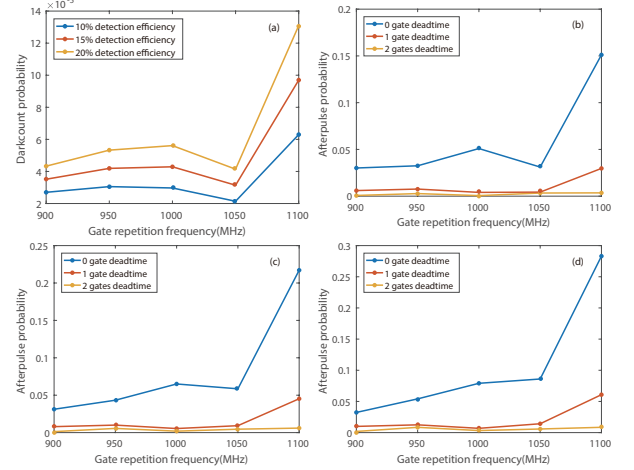 × 10⁻³
14
(a)
10% detection efficiency
15% detection efficiency
20% detection efficiency
12
10
8
6
4
2
Darkcount probability
900 950 1000 1050 1100
Gate repetition frequency(MHz)
0.2
(b)
0 gate deadtime
1 gate deadtime
2 gates deadtime
0.15
0.1
0.05
0
Afterpulse probability
900 950 1000 1050 1100
Gate repetition frequency(MHz)
0.25
(c)
0 gate deadtime
1 gate deadtime
2 gates deadtime
0.2
0.15
0.1
0.05
0
Afterpulse probability
900 950 1000 1050 1100
Gate repetition frequency(MHz)
0.3
(d)
0 gate deadtime
1 gate deadtime
2 gates deadtime
0.25
0.2
0.15
0.1
0.05
0
Afterpulse probability
900 950 1000 1050 1100
Gate repetition frequency(MHz)